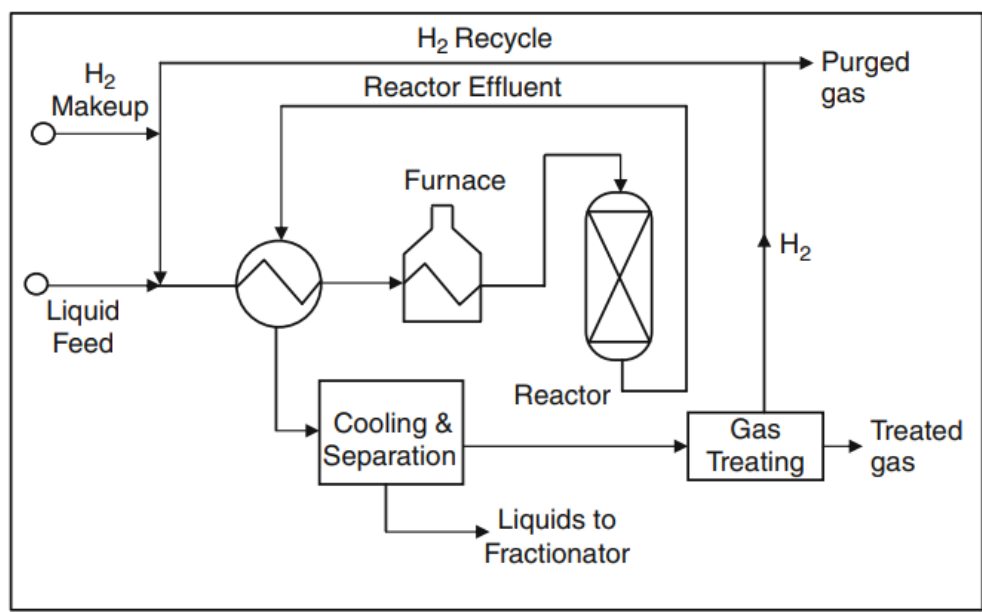 H2 Recycle
Purged
gas
H2
Makeup
Reactor Effluent
Furnace
H2
Liquid
Feed
Reactor
Cooling &
Separation
Gas
Treating
Treated
gas
Liquids to
Fractionator